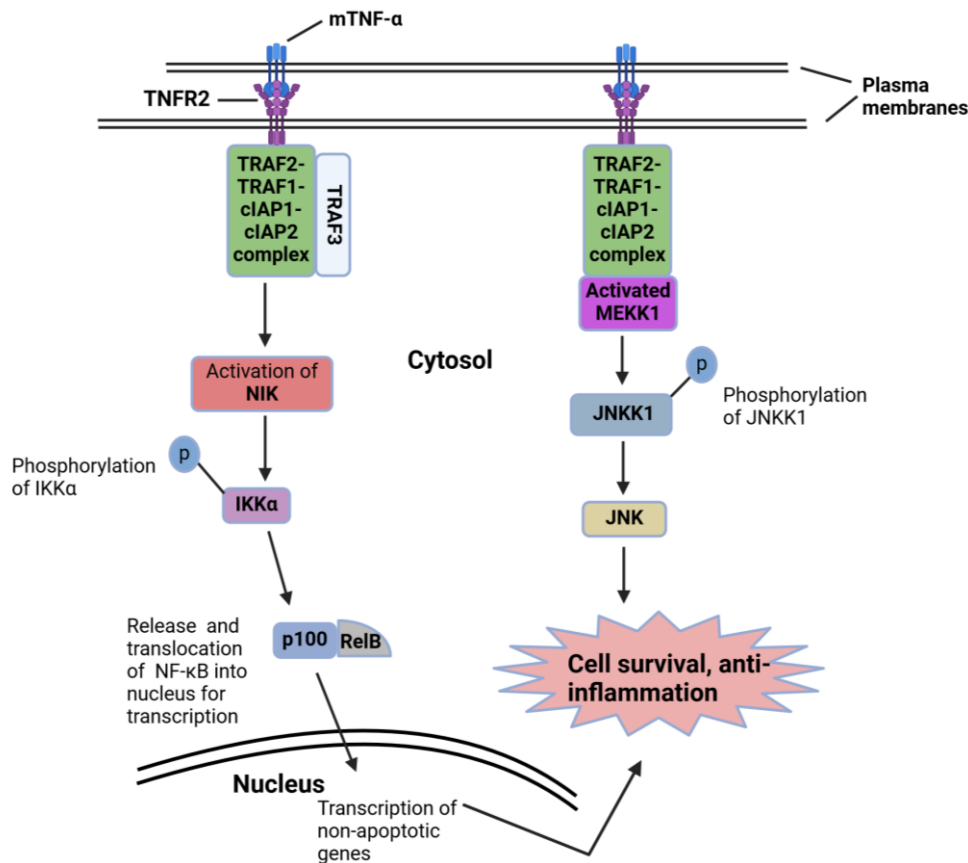 mTNF-α
TNFR2
Plasma
membranes
TRAF2-
TRAF1-
cIAP1-
cIAP2
complex
TRAF3
TRAF2-
TRAF1-
cIAP1-
cIAP2
complex
Activated
MEKK1
Cytosol
Activation of
NIK
p
JNKK1
Phosphorylation
of JNKK1
p
Phosphorylation
of IKKα
IKKα
JNK
Release and
translocation
of NF-κB into
nucleus for
transcription
p100
RelB
Cell survival, anti-
inflammation
Nucleus
Transcription of
non-apoptotic
genes